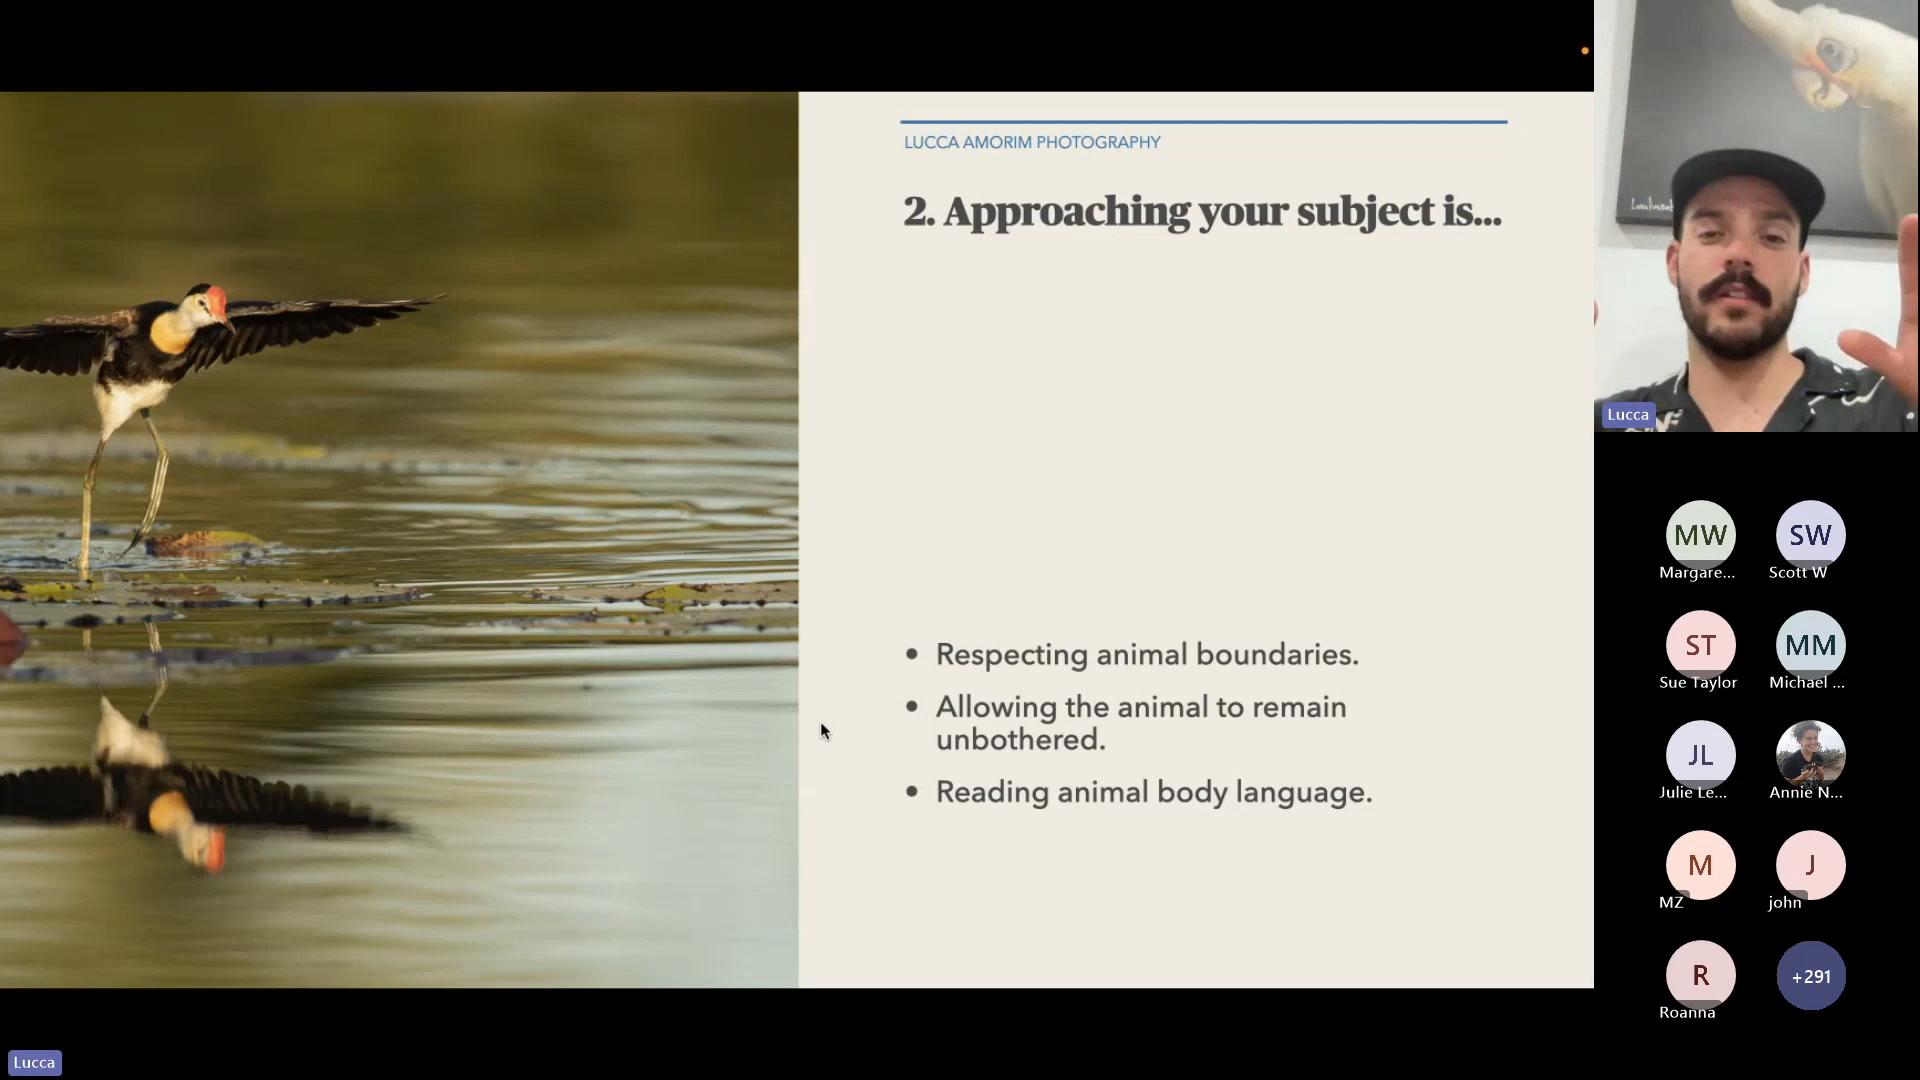 LUCCA AMORIM PHOTOGRAPHY
2. Approaching your subject is...
• Respecting animal boundaries.
• Allowing the animal to remain
unbothered.
• Reading animal body language.
Lucca
MW
SW
Margare...
Scott W
ST
MM
Sue Taylor
Michael ...
JL
Julie Le...
Annie N...
M
J
MZ
john
R
+291
Roanna
Lucca